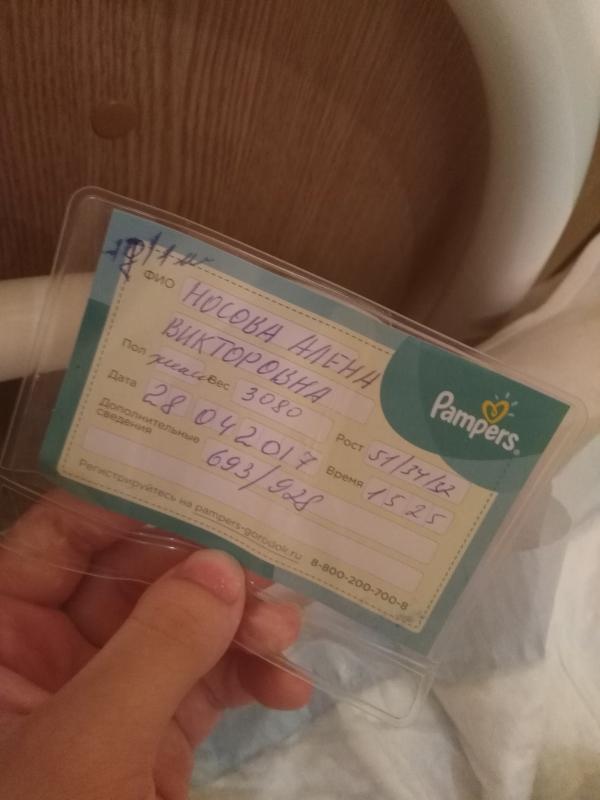 ФИО НОСОВА АЛЕНА
ВИКТОРОВНА
Пол Вес 3080 Рост 51/34/32
Дата 28 04 2017 Время 15 25
Дополнительные
сведения
693/928
Регистрируйтесь на pampers-gorodok.ru 8-800-200-700-8
Pampers